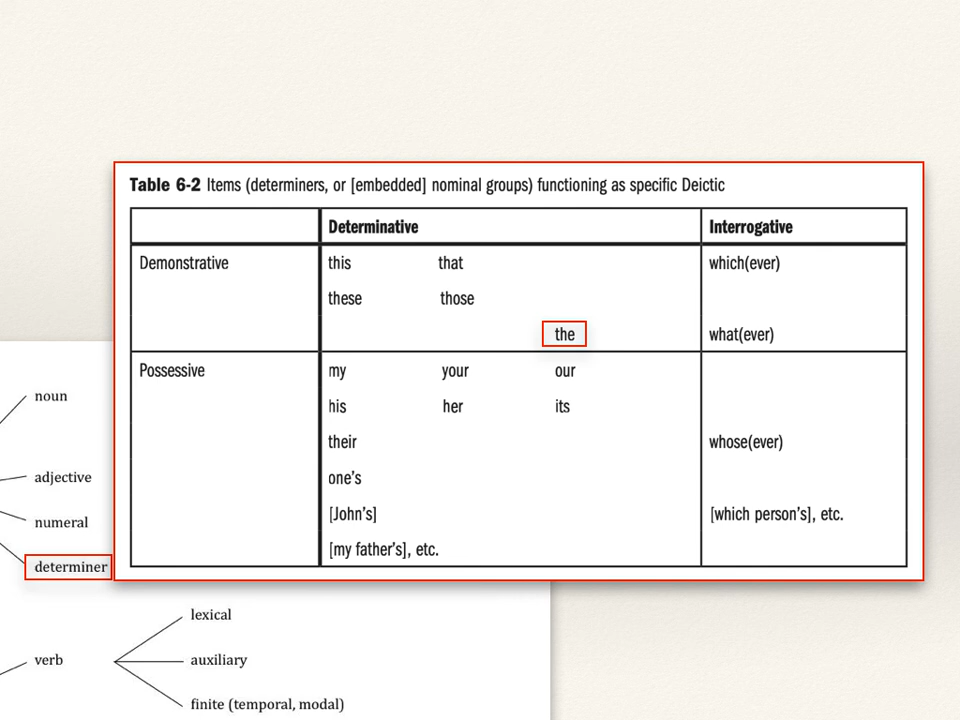 Table 6-2 Items (determiners, or [embedded] nominal groups) functioning as specific Deictic
Determinative Interrogative
Demonstrative this that which(ever)
these those
the what(ever)
Possessive my your our
his her its
their whose(ever)
one’s
[John’s] [which person’s], etc.
[my father’s], etc.
noun
adjective
numeral
determiner
verb
lexical
auxiliary
finite (temporal, modal)